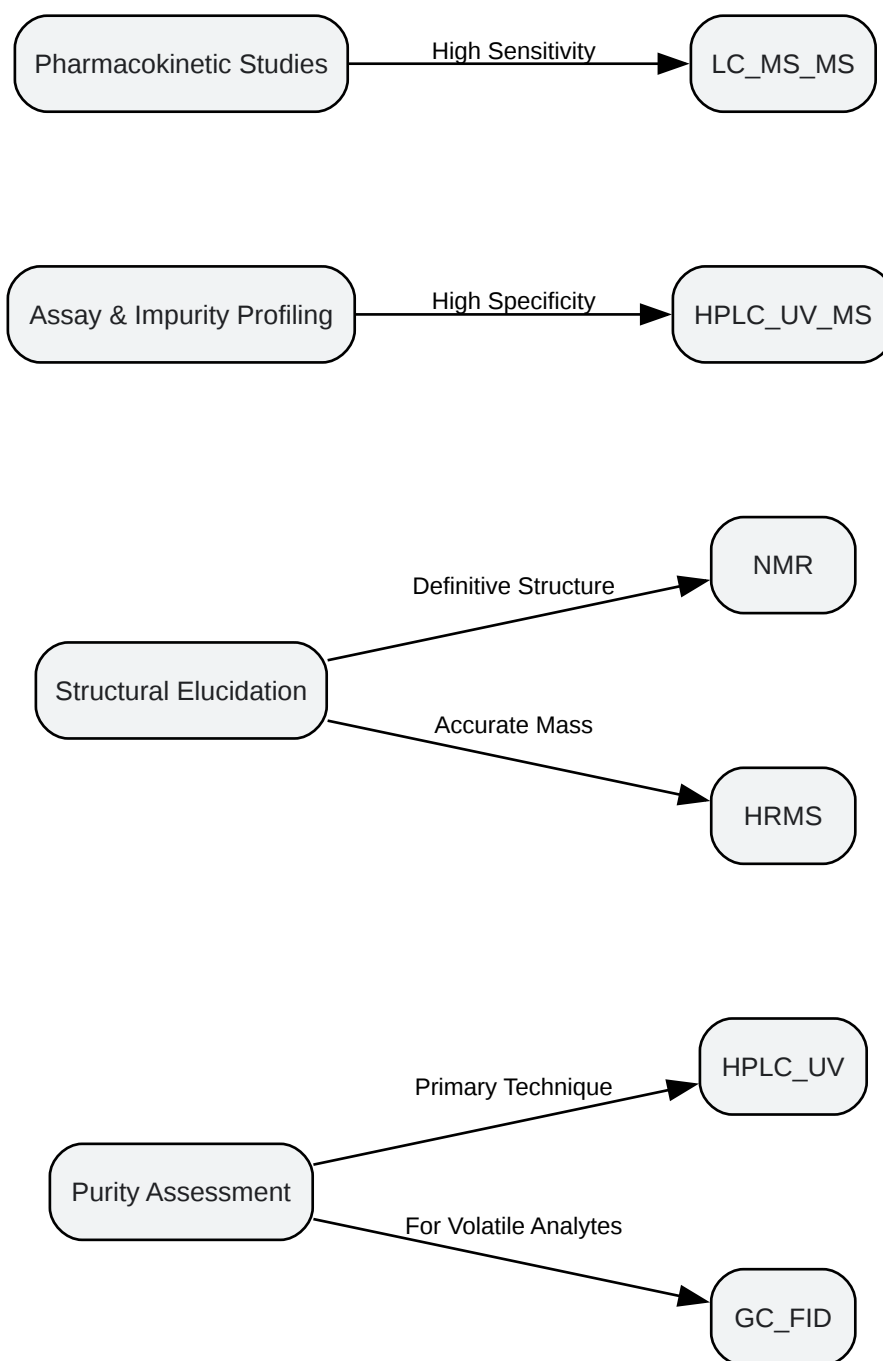 Pharmacokinetic Studies
High Sensitivity
LC_MS_MS
Assay & Impurity Profiling
High Specificity
HPLC_UV_MS
Structural Elucidation
Definitive Structure
NMR
Accurate Mass
HRMS
Purity Assessment
Primary Technique
HPLC_UV
For Volatile Analytes
GC_FID